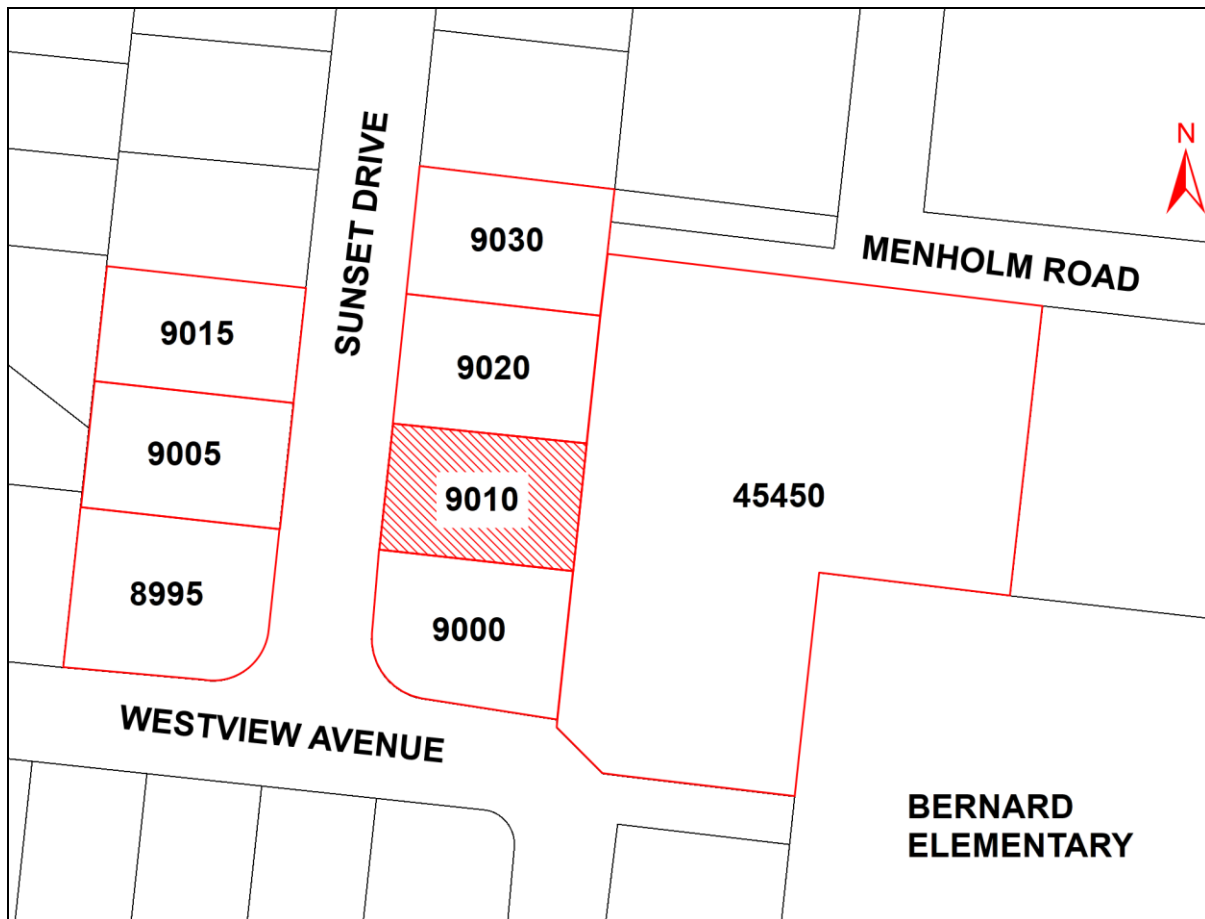 N
SUNSET DRIVE
9030
MENHOLM ROAD
9015
9020
9005
9010
45450
8995
9000
WESTVIEW AVENUE
BERNARD
ELEMENTARY